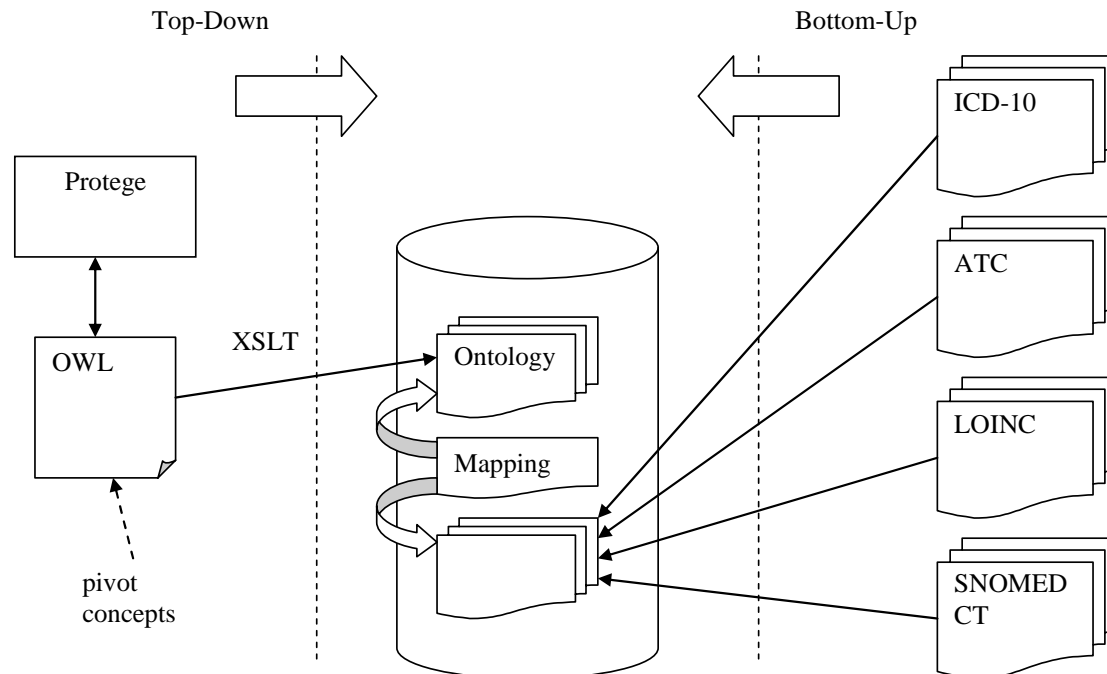 Top-Down
Bottom-Up
ICD-10
Protege
ATC
XSLT
OWL
Ontology
LOINC
Mapping
pivot
concepts
SNOMED
CT